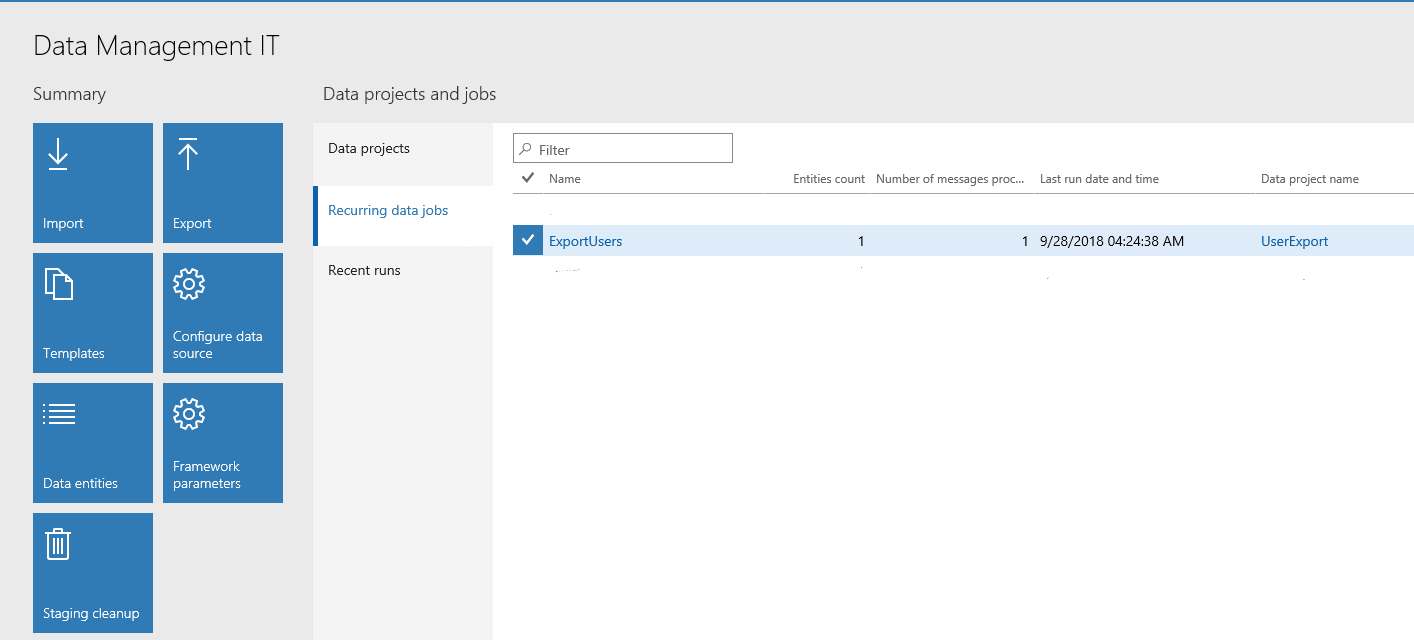 Data Management IT
Summary
Import
Export
Templates
Configure data
source
Data entities
Framework
parameters
Staging cleanup
Data projects and jobs
Data projects
Recurring data jobs
Recent runs
Filter
Name Entities count Number of messages proc... Last run date and time Data project name
ExportUsers 1 1 9/28/2018 04:24:38 AM UserExport